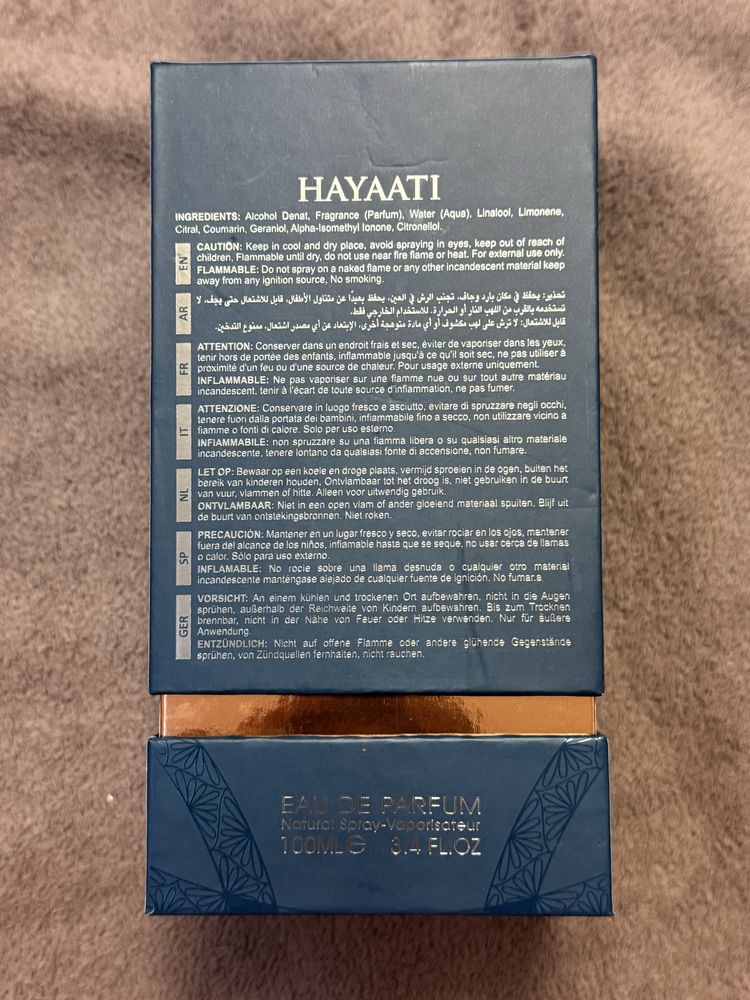 HAYAATI
INGREDIENTS: Alcohol Denat, Fragrance (Parfum), Water (Aqua), Linalool, Limonene,
Citral, Coumarin, Geraniol, Alpha-Isomethyl Ionone, Citronellol.
EN
CAUTION: Keep in cool and dry place, avoid spraying in eyes, keep out of reach of
children. Flammable until dry, do not use near fire flame or heat. For external use only.
FLAMMABLE: Do not spray on a naked flame or any other incandescent material keep
away from any ignition source, No smoking.
AR
تحذير: يحفظ في مكان بارد وجاف، تجنب الرش في العين، يحفظ بعيداً عن متناول الأطفال، قابل للاشتعال حتى يجف، لا
تستخدمه بالقرب من اللهب النار أو الحرارة. للاستخدام الخارجي فقط.
قابل للاشتعال: لا ترش على لهب مكشوف أو أي مادة متوهجة أخرى، الإبتعاد عن أي مصدر اشتعال، ممنوع التدخين.
FR
ATTENTION: Conserver dans un endroit frais et sec, éviter de vaporiser dans les yeux,
tenir hors de portée des enfants, inflammable jusqu'à ce qu'il soit sec, ne pas utiliser à
proximité d'un feu ou d'une source de chaleur. Pour usage externe uniquement.
INFLAMMABLE: Ne pas vaporiser sur une flamme nue ou sur tout autre matériau
incandescent, tenir à l'écart de toute source d'inflammation, ne pas fumer.
IT
ATTENZIONE: Conservare in luogo fresco e asciutto, evitare di spruzzare negli occhi,
tenere fuori dalla portata dei bambini, infiammabile fino a secco, non utilizzare vicino a
fiamme o fonti di calore. Solo per uso esterno.
INFIAMMABILE: non spruzzare su una fiamma libera o su qualsiasi altro materiale
incandescente, tenere lontano da qualsiasi fonte di accensione, non fumare.
NL
LET OP: Bewaar op een koele en droge plaats, vermijd sproeien in de ogen, buiten het
bereik van kinderen houden, Ontvlambaar tot het droog is, niet gebruiken in de buurt
van vuur, vlammen of hitte. Alleen voor uitwendig gebruik.
ONTVLAMBAAR: Niet in een open vlam of ander gloeiend materiaal spuiten. Blijf uit
de buurt van ontstekingsbronnen. Niet roken.
SP
PRECAUCIÓN: Mantener en un lugar fresco y seco, evitar rociar en los ojos, mantener
fuera del alcance de los niños, inflamable hasta que se seque, no usar cerca de llamas
o calor. Sólo para uso externo.
INFLAMABLE: No rocíe sobre una llama desnuda o cualquier otro material
incandescente manténgase alejado de cualquier fuente de ignición. No fumar.a
GER
VORSICHT: An einem kühlen und trockenen Ort aufbewahren, nicht in die Augen
sprühen, außerhalb der Reichweite von Kindern aufbewahren. Bis zum Trocknen
brennbar, nicht in der Nähe von Feuer oder Hitze verwenden. Nur für äußere
Anwendung.
ENTZÜNDLICH: Nicht auf offene Flamme oder andere glühende Gegenstände
sprühen, von Zündquellen fernhalten, nicht rauchen.
EAU DE PARFUM
Natural Spray-Vaporisateur
100ML ℮ 3.4 FL.OZ